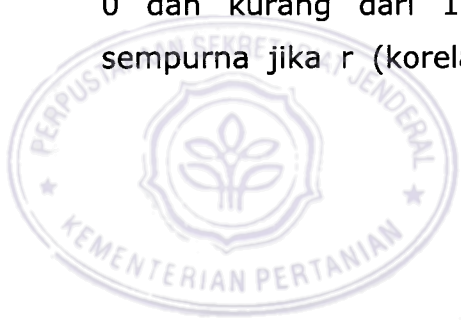 0 dan kurang dari 1
sempurna jika r (korel
PERPUSTAKAAN SEKRETARIAT JENDERAL
KEMENTERIAN PERTANIAN